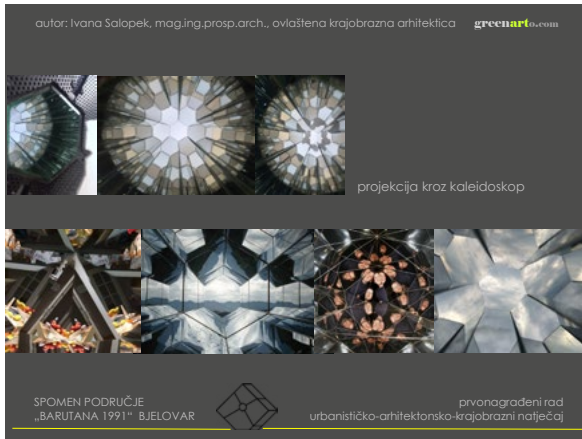 autor: Ivana Salopek, mag.ing.prosp.arch., ovlaštena krajobrazna arhitektica greenarto.com
projekcija kroz kaleidoskop
SPOMEN PODRUČJE
„BARUTANA 1991“ BJELOVAR
prvonagrađeni rad
urbanističko-arhitektonsko-krajobrazni natječaj